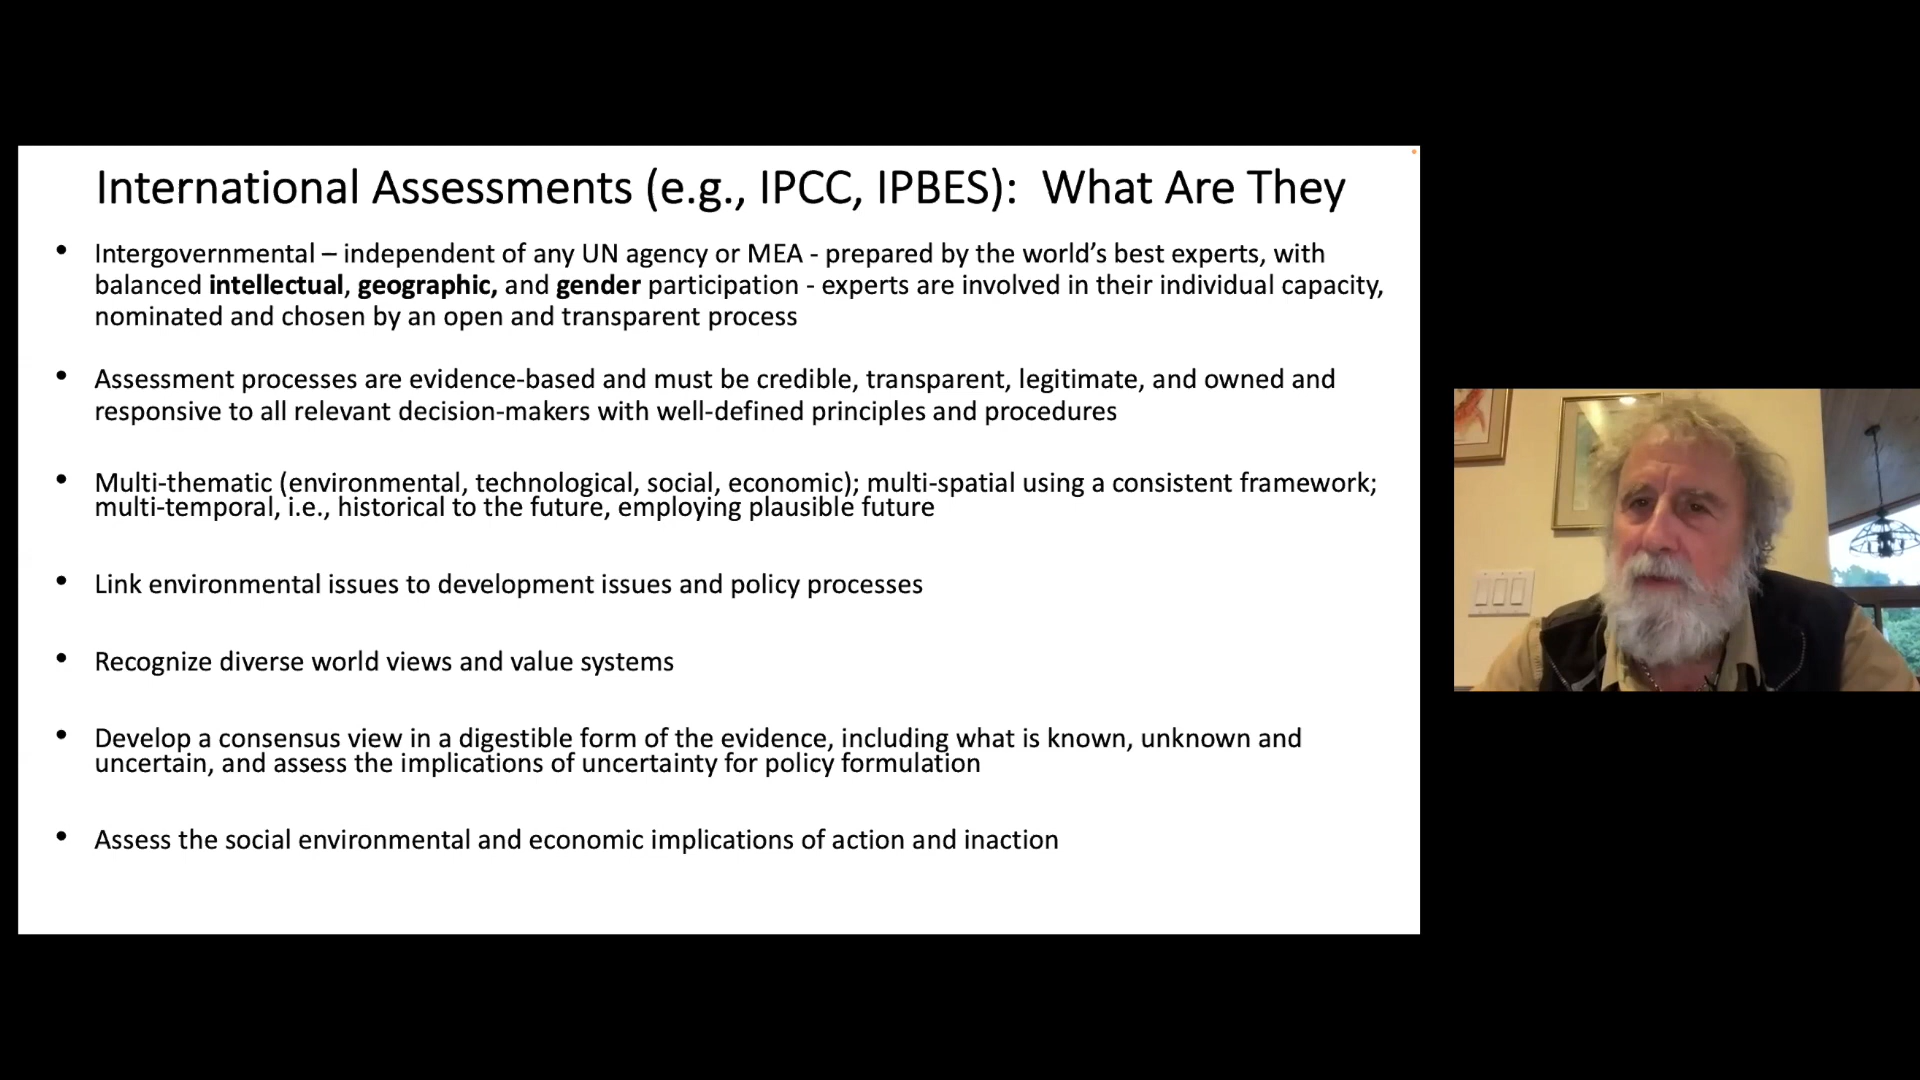 International Assessments (e.g., IPCC, IPBES):  What Are They
• Intergovernmental – independent of any UN agency or MEA - prepared by the world’s best experts, with
balanced intellectual, geographic, and gender participation - experts are involved in their individual capacity,
nominated and chosen by an open and transparent process
• Assessment processes are evidence-based and must be credible, transparent, legitimate, and owned and
responsive to all relevant decision-makers with well-defined principles and procedures
• Multi-thematic (environmental, technological, social, economic); multi-spatial using a consistent framework;
multi-temporal, i.e., historical to the future, employing plausible future
• Link environmental issues to development issues and policy processes
• Recognize diverse world views and value systems
• Develop a consensus view in a digestible form of the evidence, including what is known, unknown and
uncertain, and assess the implications of uncertainty for policy formulation
• Assess the social environmental and economic implications of action and inaction